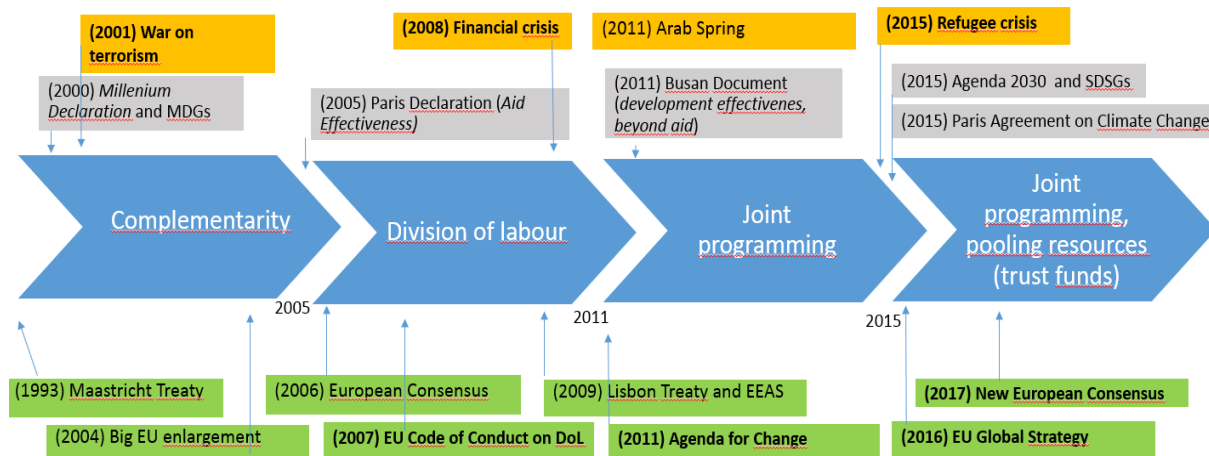 (2001) War on
terrorism
(2008) Financial crisis
(2011) Arab Spring
(2015) Refugee crisis
(2000) Millenium
Declaration and MDGs
(2005) Paris Declaration (Aid
Effectiveness)
(2011) Busan Document
(development effectivenes,
beyond aid)
(2015) Agenda 2030 and SDSGs
(2015) Paris Agreement on Climate Change
Complementarity
Division of labour
Joint
programming
Joint
programming,
pooling resources
(trust funds)
2005
2011
2015
(1993) Maastricht Treaty
(2004) Big EU enlargement
(2006) European Consensus
(2007) EU Code of Conduct on DoL
(2009) Lisbon Treaty and EEAS
(2011) Agenda for Change
(2017) New European Consensus
(2016) EU Global Strategy